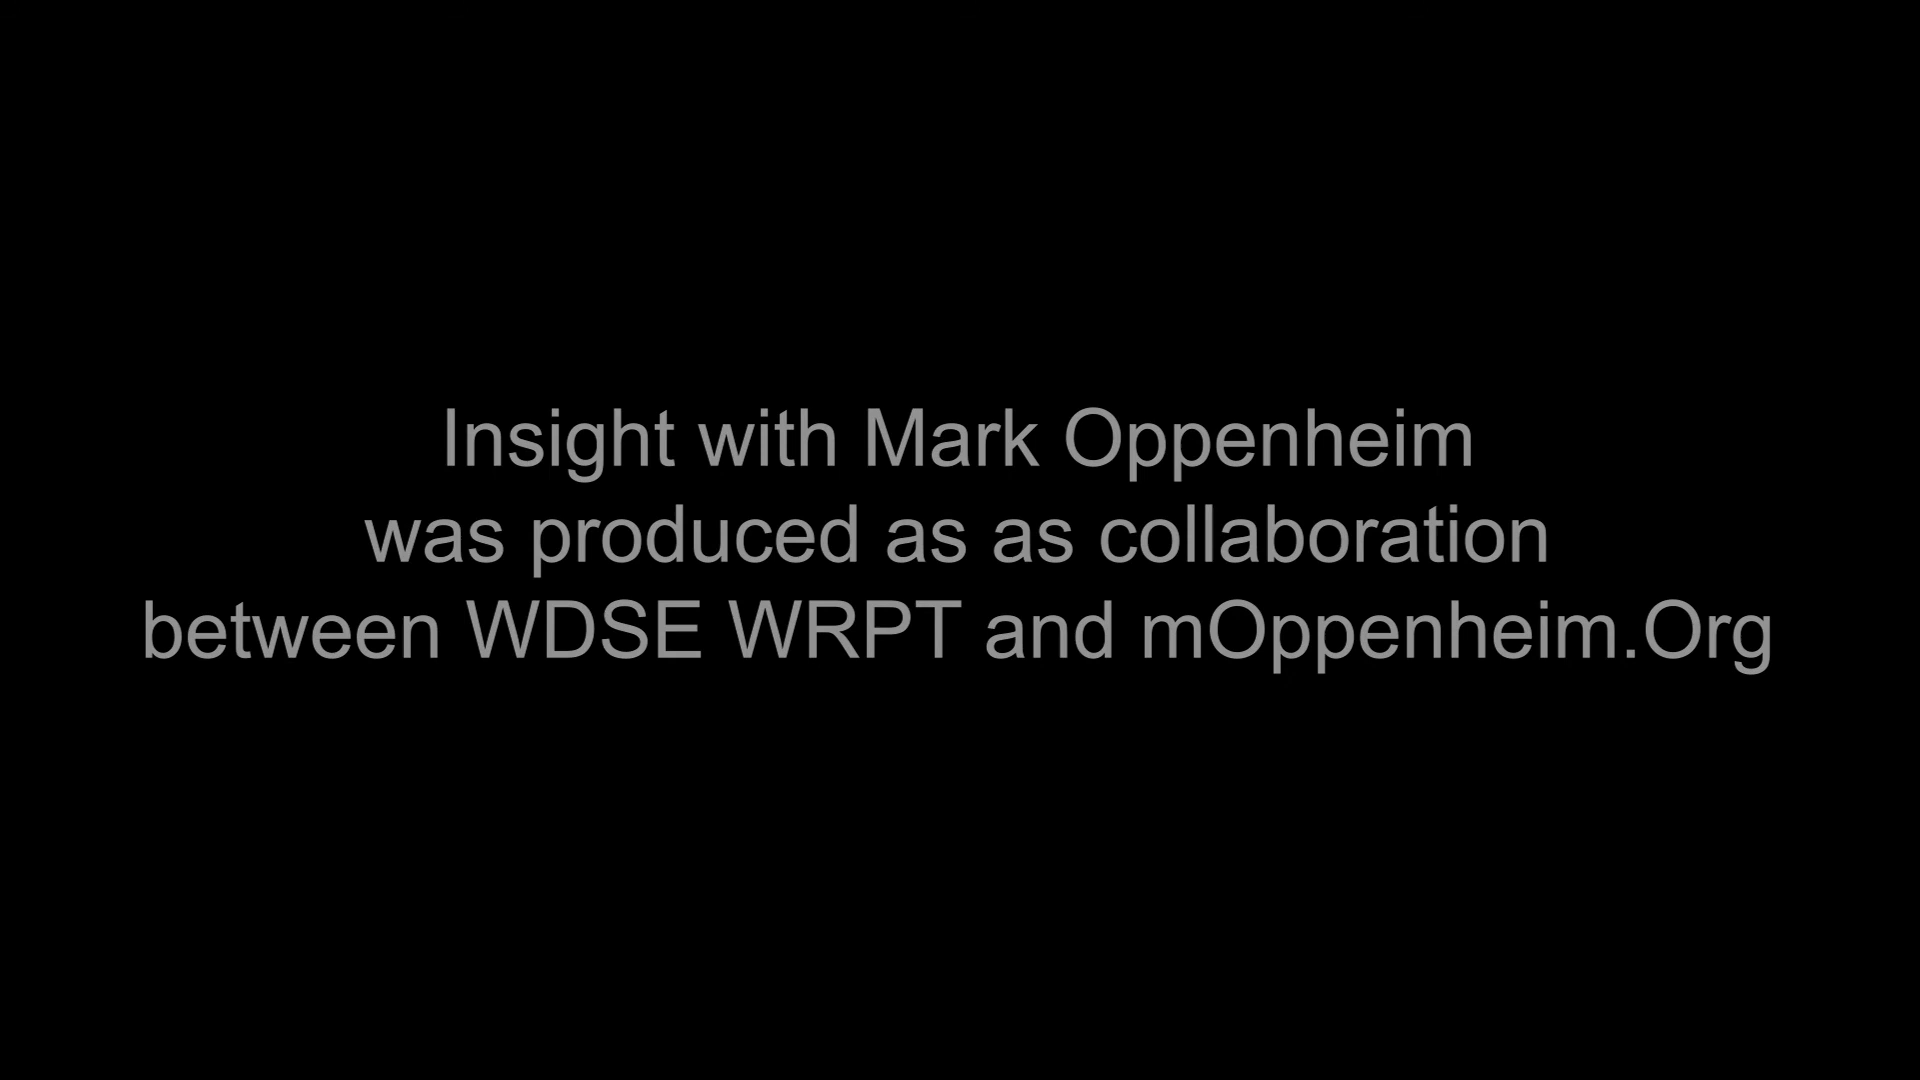 Insight with Mark Oppenheim
was produced as as collaboration
between WDSE WRPT and mOppenheim.Org